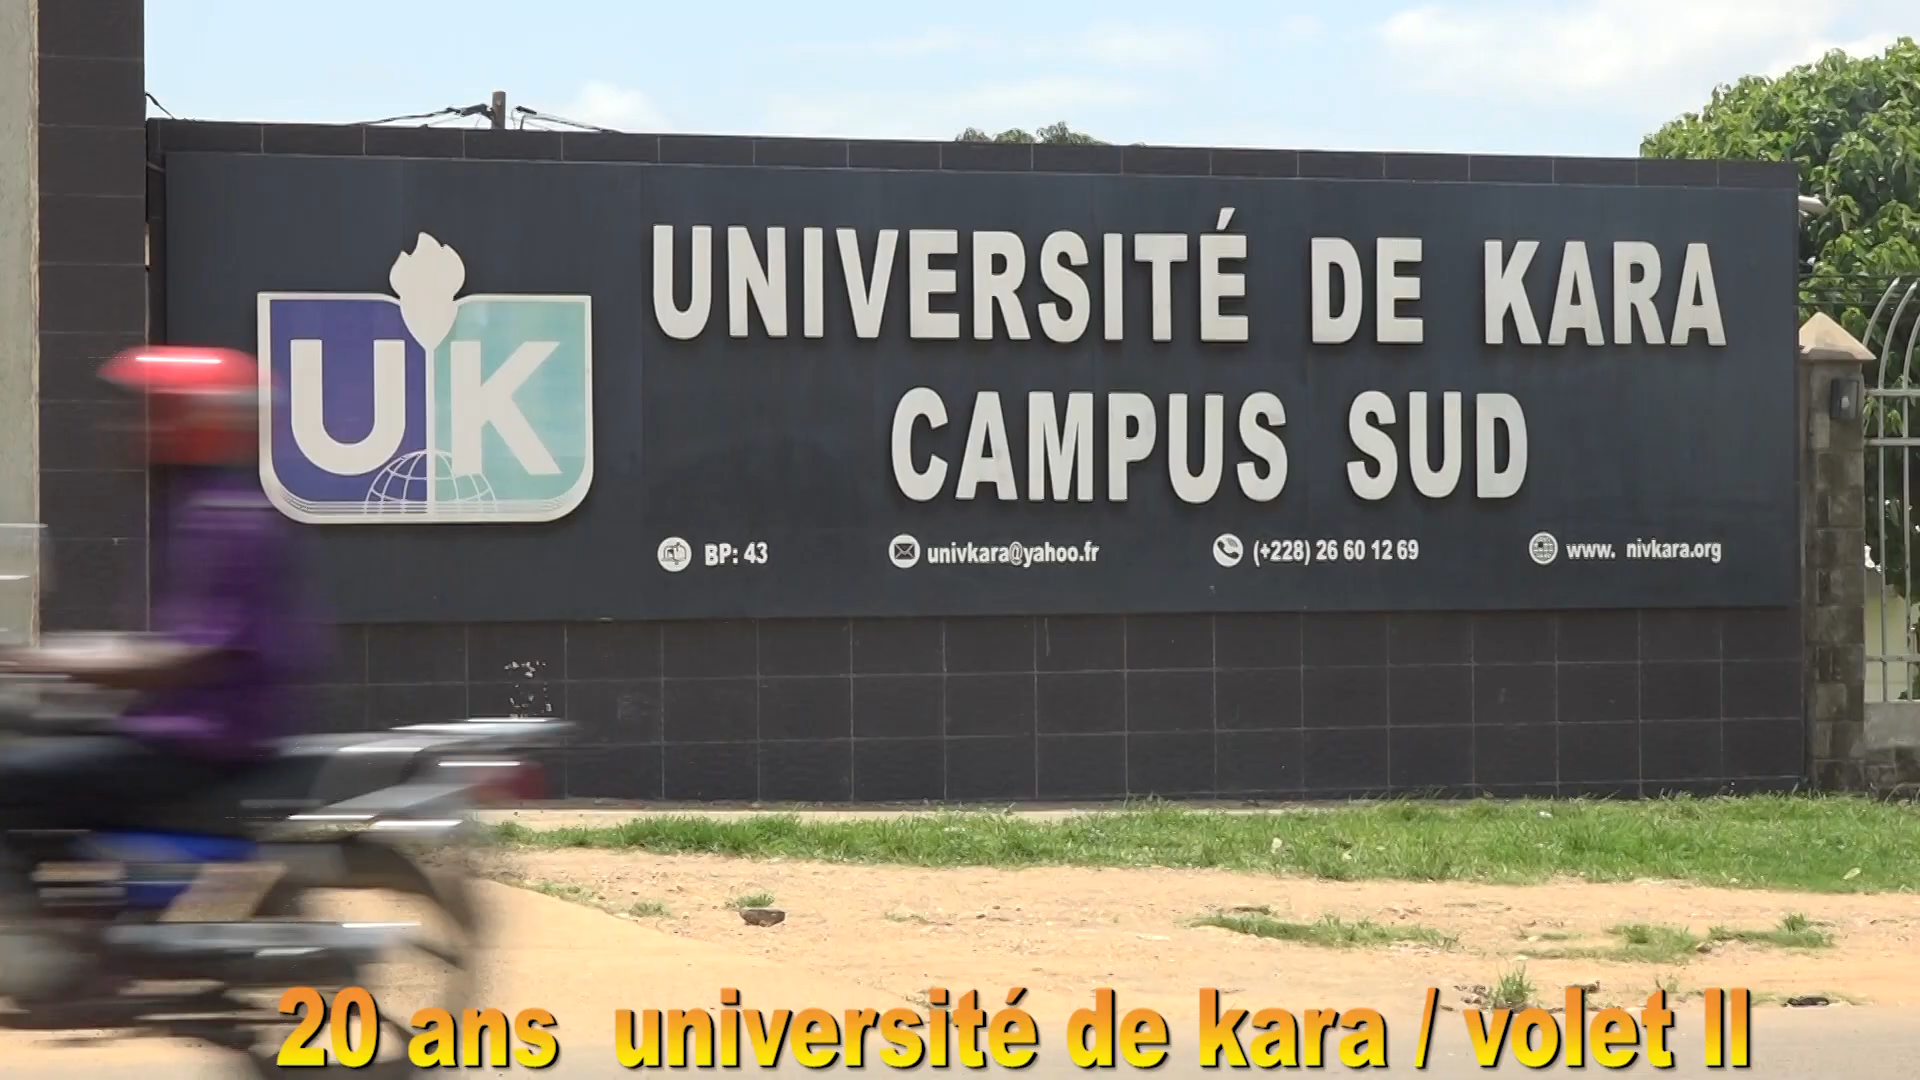 UNIVERSITÉ DE KARA
CAMPUS SUD
UK
BP: 43 univkara@yahoo.fr (+228) 26 60 12 69 www. nivkara.org
20 ans université de kara / volet II